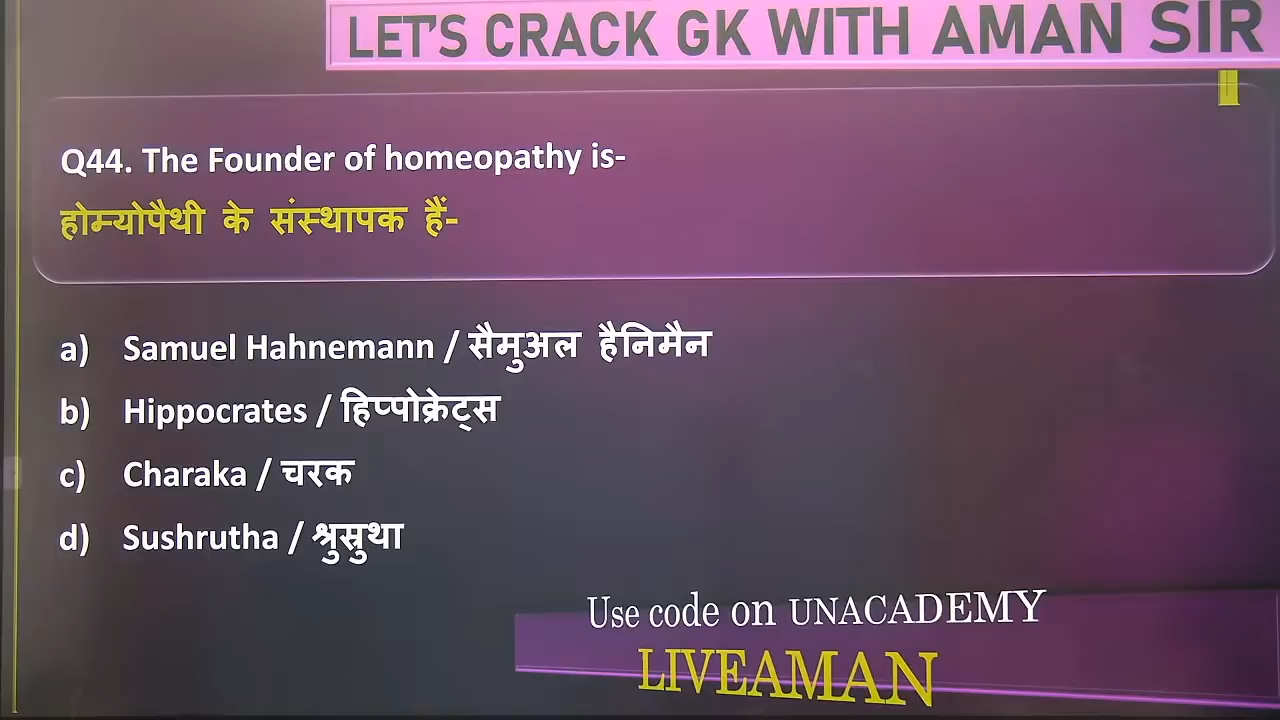 LET'S CRACK GK WITH AMAN SIR
Q44. The Founder of homeopathy is-
होम्योपैथी के संस्थापक हैं-
a) Samuel Hahnemann / सैमुअल हैनिमैन
b) Hippocrates / हिप्पोक्रेट्स
c) Charaka / चरक
d) Sushrutha / श्रुसुथा
Use code on UNACADEMY
LIVEAMAN